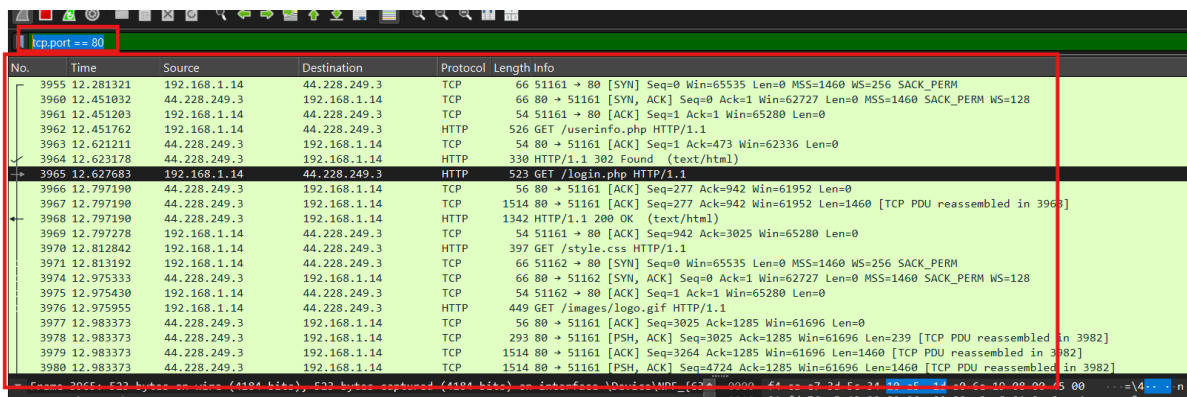 tcp.port == 80
No. Time Source Destination Protocol Length Info
3955 12.281321 192.168.1.14 44.228.249.3 TCP 66 51161 → 80 [SYN] Seq=0 Win=65535 Len=0 MSS=1460 WS=256 SACK_PERM
3960 12.451032 44.228.249.3 192.168.1.14 TCP 66 80 → 51161 [SYN, ACK] Seq=0 Ack=1 Win=62727 Len=0 MSS=1460 SACK_PERM WS=128
3961 12.451203 192.168.1.14 44.228.249.3 TCP 54 51161 → 80 [ACK] Seq=1 Ack=1 Win=65280 Len=0
3962 12.451762 192.168.1.14 44.228.249.3 HTTP 526 GET /userinfo.php HTTP/1.1
3963 12.621211 44.228.249.3 192.168.1.14 TCP 54 80 → 51161 [ACK] Seq=1 Ack=473 Win=62336 Len=0
3964 12.623178 44.228.249.3 192.168.1.14 HTTP 330 HTTP/1.1 302 Found (text/html)
3965 12.627683 192.168.1.14 44.228.249.3 HTTP 523 GET /login.php HTTP/1.1
3966 12.797190 44.228.249.3 192.168.1.14 TCP 56 80 → 51161 [ACK] Seq=277 Ack=942 Win=61952 Len=0
3967 12.797190 44.228.249.3 192.168.1.14 TCP 1514 80 → 51161 [ACK] Seq=277 Ack=942 Win=61952 Len=1460 [TCP PDU reassembled in 3968]
3968 12.797190 44.228.249.3 192.168.1.14 HTTP 1342 HTTP/1.1 200 OK (text/html)
3969 12.797278 192.168.1.14 44.228.249.3 TCP 54 51161 → 80 [ACK] Seq=942 Ack=3025 Win=65280 Len=0
3970 12.812842 192.168.1.14 44.228.249.3 HTTP 397 GET /style.css HTTP/1.1
3971 12.813192 192.168.1.14 44.228.249.3 TCP 66 51162 → 80 [SYN] Seq=0 Win=65535 Len=0 MSS=1460 WS=256 SACK_PERM
3974 12.975333 44.228.249.3 192.168.1.14 TCP 66 80 → 51162 [SYN, ACK] Seq=0 Ack=1 Win=62727 Len=0 MSS=1460 SACK_PERM WS=128
3975 12.975430 192.168.1.14 44.228.249.3 TCP 54 51162 → 80 [ACK] Seq=1 Ack=1 Win=65280 Len=0
3976 12.975955 192.168.1.14 44.228.249.3 HTTP 449 GET /images/logo.gif HTTP/1.1
3977 12.983373 44.228.249.3 192.168.1.14 TCP 56 80 → 51161 [ACK] Seq=3025 Ack=1285 Win=61696 Len=0
3978 12.983373 44.228.249.3 192.168.1.14 TCP 293 80 → 51161 [PSH, ACK] Seq=3025 Ack=1285 Win=61696 Len=239 [TCP PDU reassembled in 3982]
3979 12.983373 44.228.249.3 192.168.1.14 TCP 1514 80 → 51161 [ACK] Seq=3264 Ack=1285 Win=61696 Len=1460 [TCP PDU reassembled in 3982]
3980 12.983373 44.228.249.3 192.168.1.14 TCP 1514 80 → 51161 [PSH, ACK] Seq=4724 Ack=1285 Win=61696 Len=1460 [TCP PDU reassembled in 3982]
Frame 3965: 523 bytes on wire (4184 bits), 523 bytes captured (4184 bits) on interface \Device\NPF_{